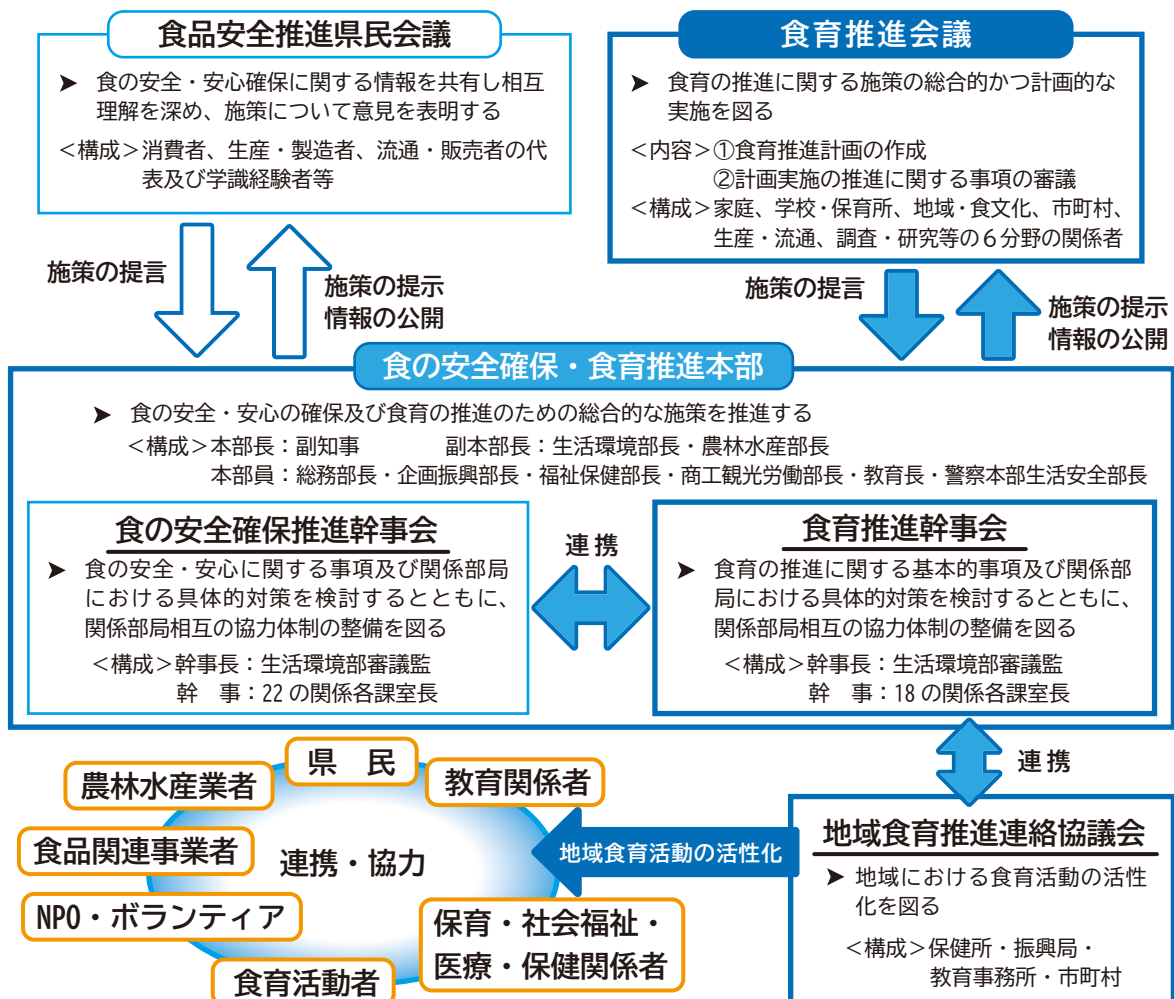 食品安全推進県民会議
➤ 食の安全・安心確保に関する情報を共有し相互
理解を深め、施策について意見を表明する
＜構成＞消費者、生産・製造者、流通・販売者の代
表及び学識経験者等
食育推進会議
➤ 食育の推進に関する施策の総合的かつ計画的な
実施を図る
＜内容＞①食育推進計画の作成
②計画実施の推進に関する事項の審議
＜構成＞家庭、学校・保育所、地域・食文化、市町村、
生産・流通、調査・研究等の６分野の関係者
施策の提言
施策の提示
情報の公開
施策の提言
施策の提示
情報の公開
食の安全確保・食育推進本部
➤ 食の安全・安心の確保及び食育の推進のための総合的な施策を推進する
＜構成＞本部長：副知事 副本部長：生活環境部長・農林水産部長
本部員：総務部長・企画振興部長・福祉保健部長・商工観光労働部長・教育長・警察本部生活安全部長
食の安全確保推進幹事会
➤ 食の安全・安心に関する事項及び関係部局
における具体的対策を検討するとともに、
関係部局相互の協力体制の整備を図る
＜構成＞幹事長：生活環境部審議監
幹 事：22 の関係各課室長
連携
食育推進幹事会
➤ 食育の推進に関する基本的事項及び関係部
局における具体的対策を検討するとともに、
関係部局相互の協力体制の整備を図る
＜構成＞幹事長：生活環境部審議監
幹 事：18 の関係各課室長
連携
県 民
農林水産業者
教育関係者
食品関連事業者
連携・協力
NPO・ボランティア
保育・社会福祉・
医療・保健関係者
食育活動者
地域食育活動の活性化
地域食育推進連絡協議会
➤ 地域における食育活動の活性
化を図る
＜構成＞保健所・振興局・
教育事務所・市町村